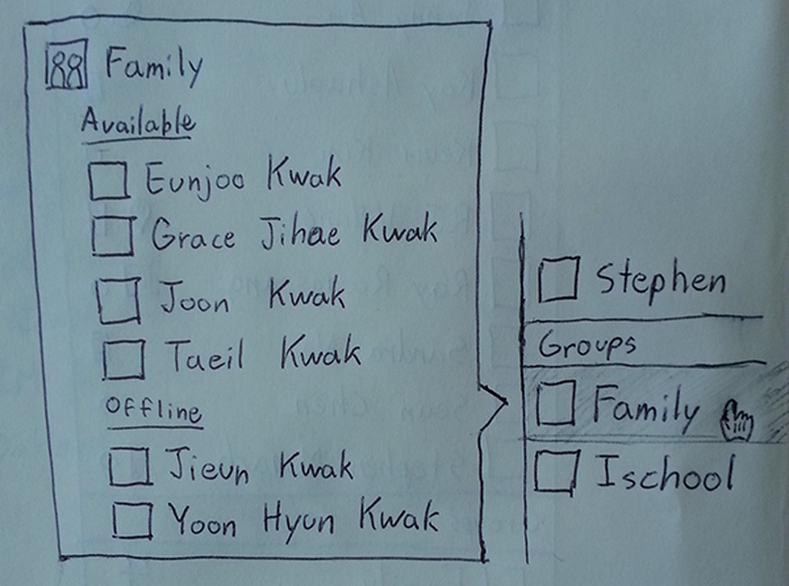 Family
Available
Eunjoo Kwak
Grace Jihae Kwak
Joon Kwak
Taeil Kwak
Offline
Jieun Kwak
Yoon Hyun Kwak
Stephen
Groups
Family
Ischool